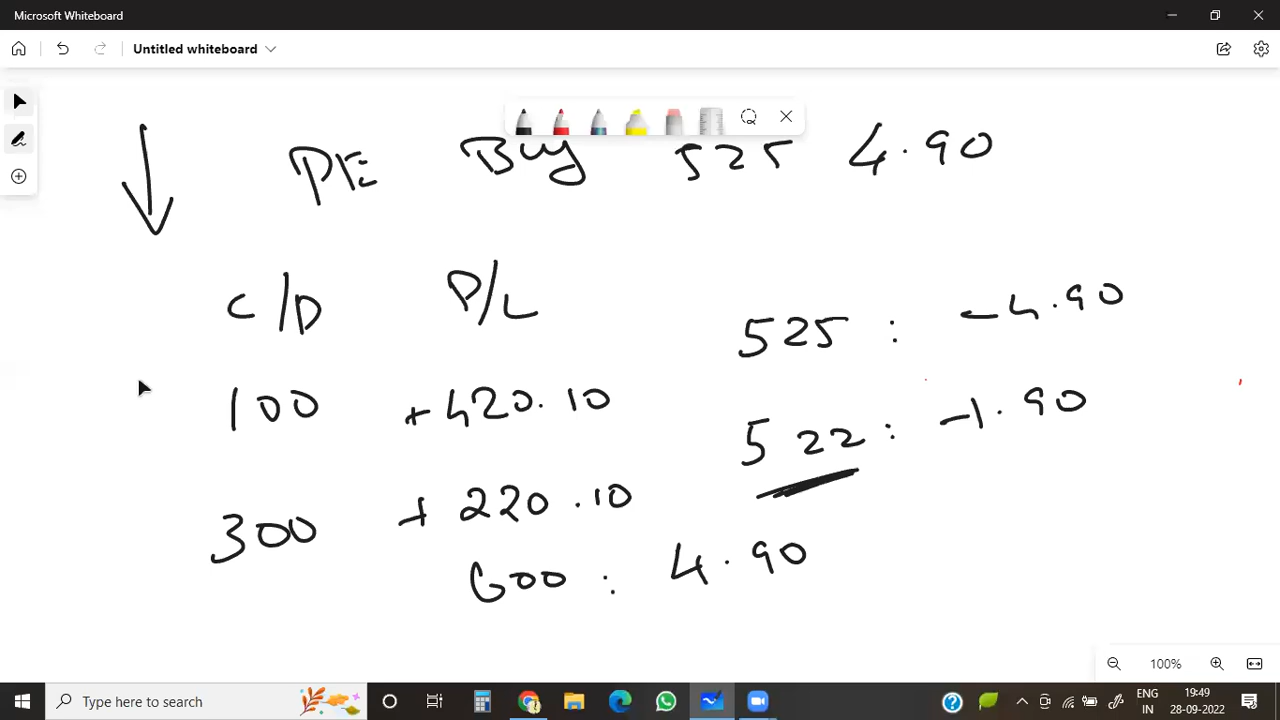 Microsoft Whiteboard
Untitled whiteboard
PE Buy 525 4.90
C/D P/L
525 : -4.90
100 +420.10
522 : -1.90
300 +220.10
600 : 4.90
100%
Type here to search
ENG
IN
19:49
28-09-2022